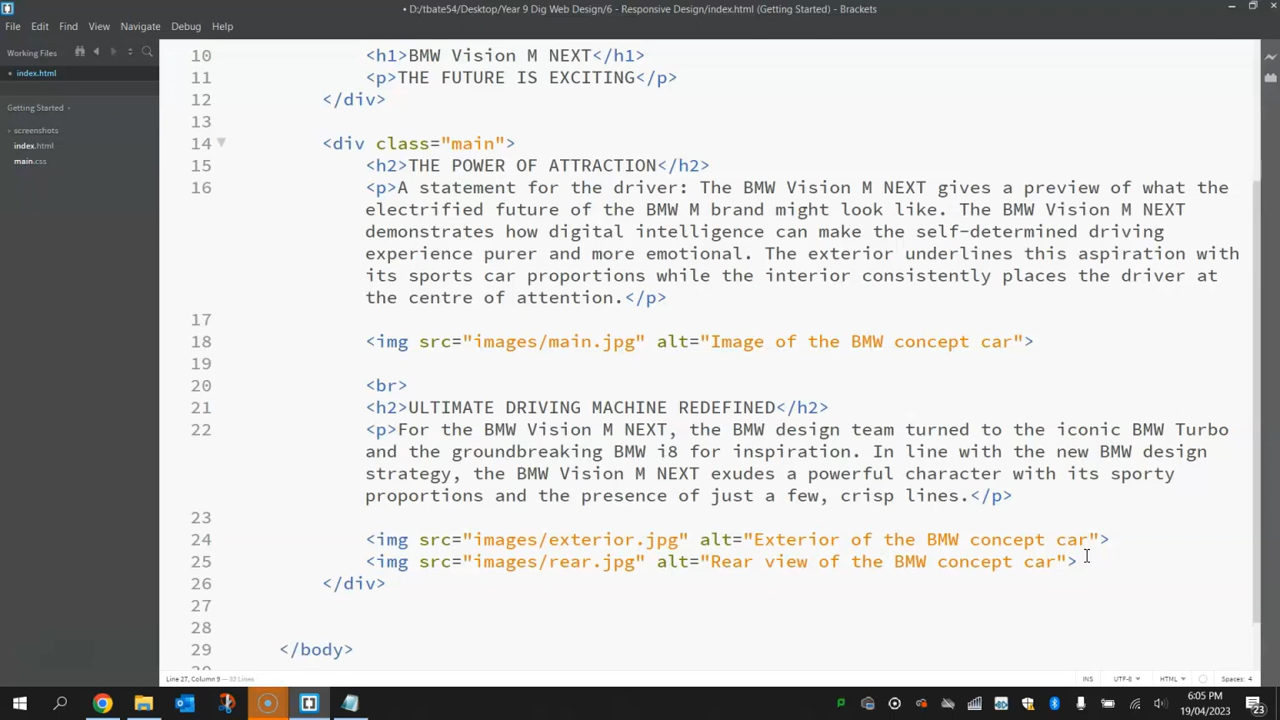 • D:/tbate54/Desktop/Year 9 Dig Web Design/6 - Responsive Design/index.html (Getting Started) - Brackets
File Edit Find View Navigate Debug Help
Working Files
• index.html
Getting Started
screenshots
index.html
main.css
10 <h1>BMW Vision M NEXT</h1>
11 <p>THE FUTURE IS EXCITING</p>
12 </div>
13
14 <div class="main">
15 <h2>THE POWER OF ATTRACTION</h2>
16 <p>A statement for the driver: The BMW Vision M NEXT gives a preview of what the
electrified future of the BMW M brand might look like. The BMW Vision M NEXT
demonstrates how digital intelligence can make the self-determined driving
experience purer and more emotional. The exterior underlines this aspiration with
its sports car proportions while the interior consistently places the driver at
the centre of attention.</p>
17
18 <img src="images/main.jpg" alt="Image of the BMW concept car">
19
20 <br>
21 <h2>ULTIMATE DRIVING MACHINE REDEFINED</h2>
22 <p>For the BMW Vision M NEXT, the BMW design team turned to the iconic BMW Turbo
and the groundbreaking BMW i8 for inspiration. In line with the new BMW design
strategy, the BMW Vision M NEXT exudes a powerful character with its sporty
proportions and the presence of just a few, crisp lines.</p>
23
24 <img src="images/exterior.jpg" alt="Exterior of the BMW concept car">
25 <img src="images/rear.jpg" alt="Rear view of the BMW concept car">
26 </div>
27
28
29 </body>
Line 27, Column 9 — 32 Lines
INS UTF-8 HTML Spaces: 4
6:05 PM
19/04/2023
23